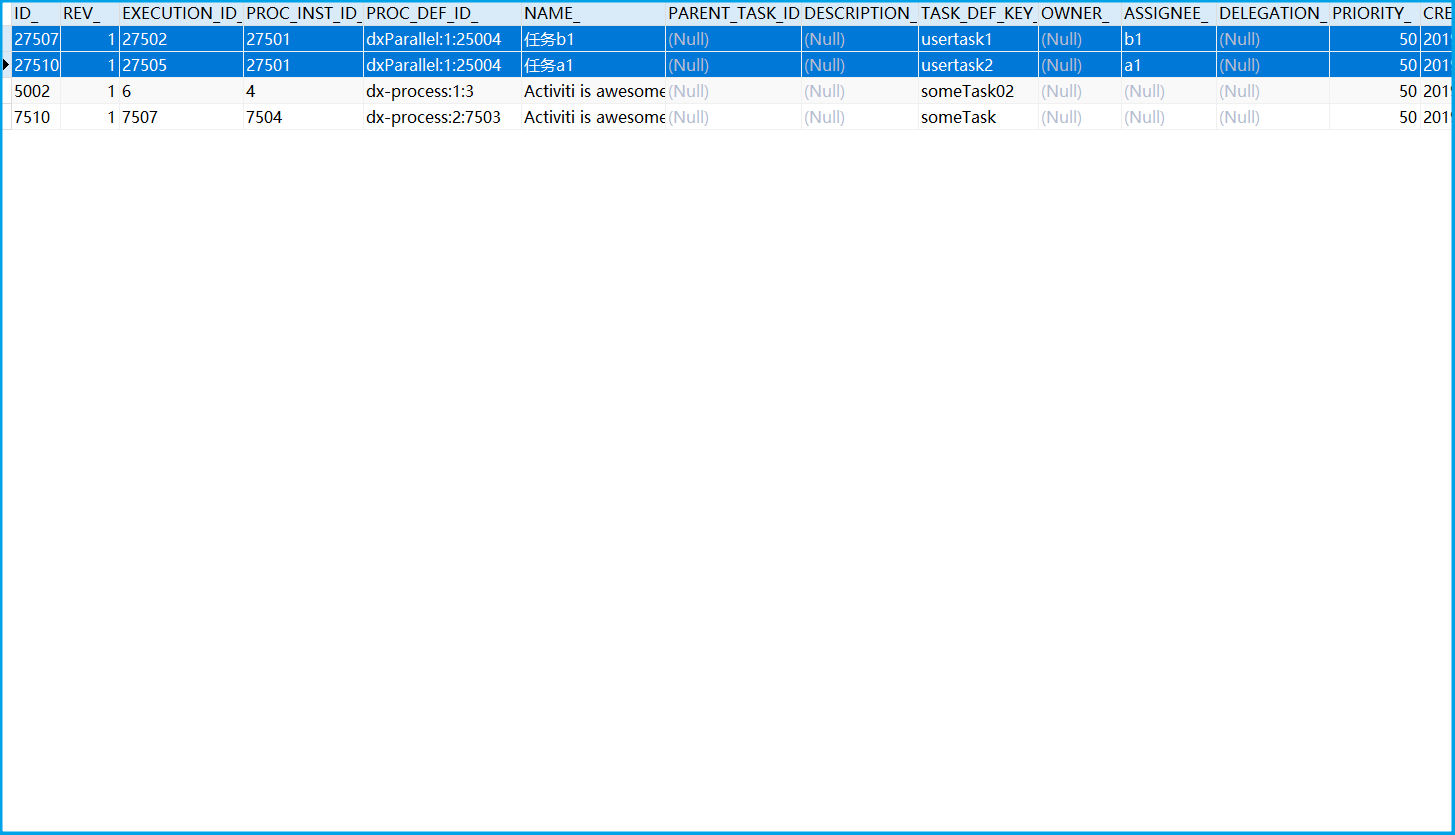 ID_ REV_ EXECUTION_ID_ PROC_INST_ID_ PROC_DEF_ID_ NAME_ PARENT_TASK_ID DESCRIPTION_ TASK_DEF_KEY_ OWNER_ ASSIGNEE_ DELEGATION_ PRIORITY_ CRE
27507 1 27502 27501 dxParallel:1:25004 任务b1 (Null) (Null) usertask1 (Null) b1 (Null) 50 201
27510 1 27505 27501 dxParallel:1:25004 任务a1 (Null) (Null) usertask2 (Null) a1 (Null) 50 201
5002 1 6 4 dx-process:1:3 Activiti is awesome (Null) (Null) someTask02 (Null) (Null) (Null) 50 201
7510 1 7507 7504 dx-process:2:7503 Activiti is awesome (Null) (Null) someTask (Null) (Null) (Null) 50 201